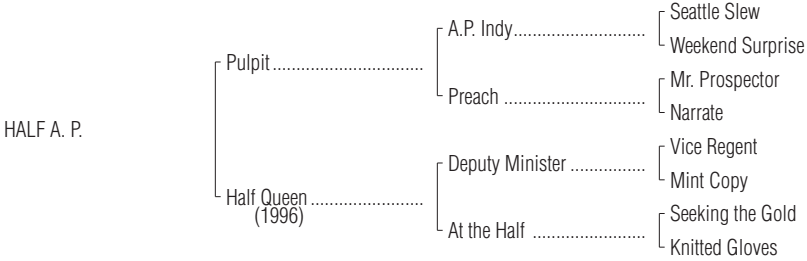 Seattle Slew
A.P. Indy..............................
Weekend Surprise
Pulpit..................................
Mr. Prospector
Preach ................................
Narrate
HALF A. P.
Vice Regent
Deputy Minister .................
Mint Copy
Half Queen..........................
(1996)
Seeking the Gold
At the Half ..........................
Knitted Gloves